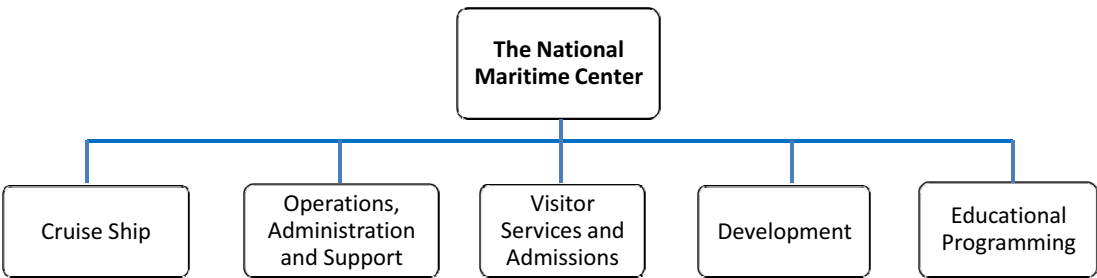 The National
Maritime Center
Cruise Ship
Operations,
Administration
and Support
Visitor
Services and
Admissions
Development
Educational
Programming